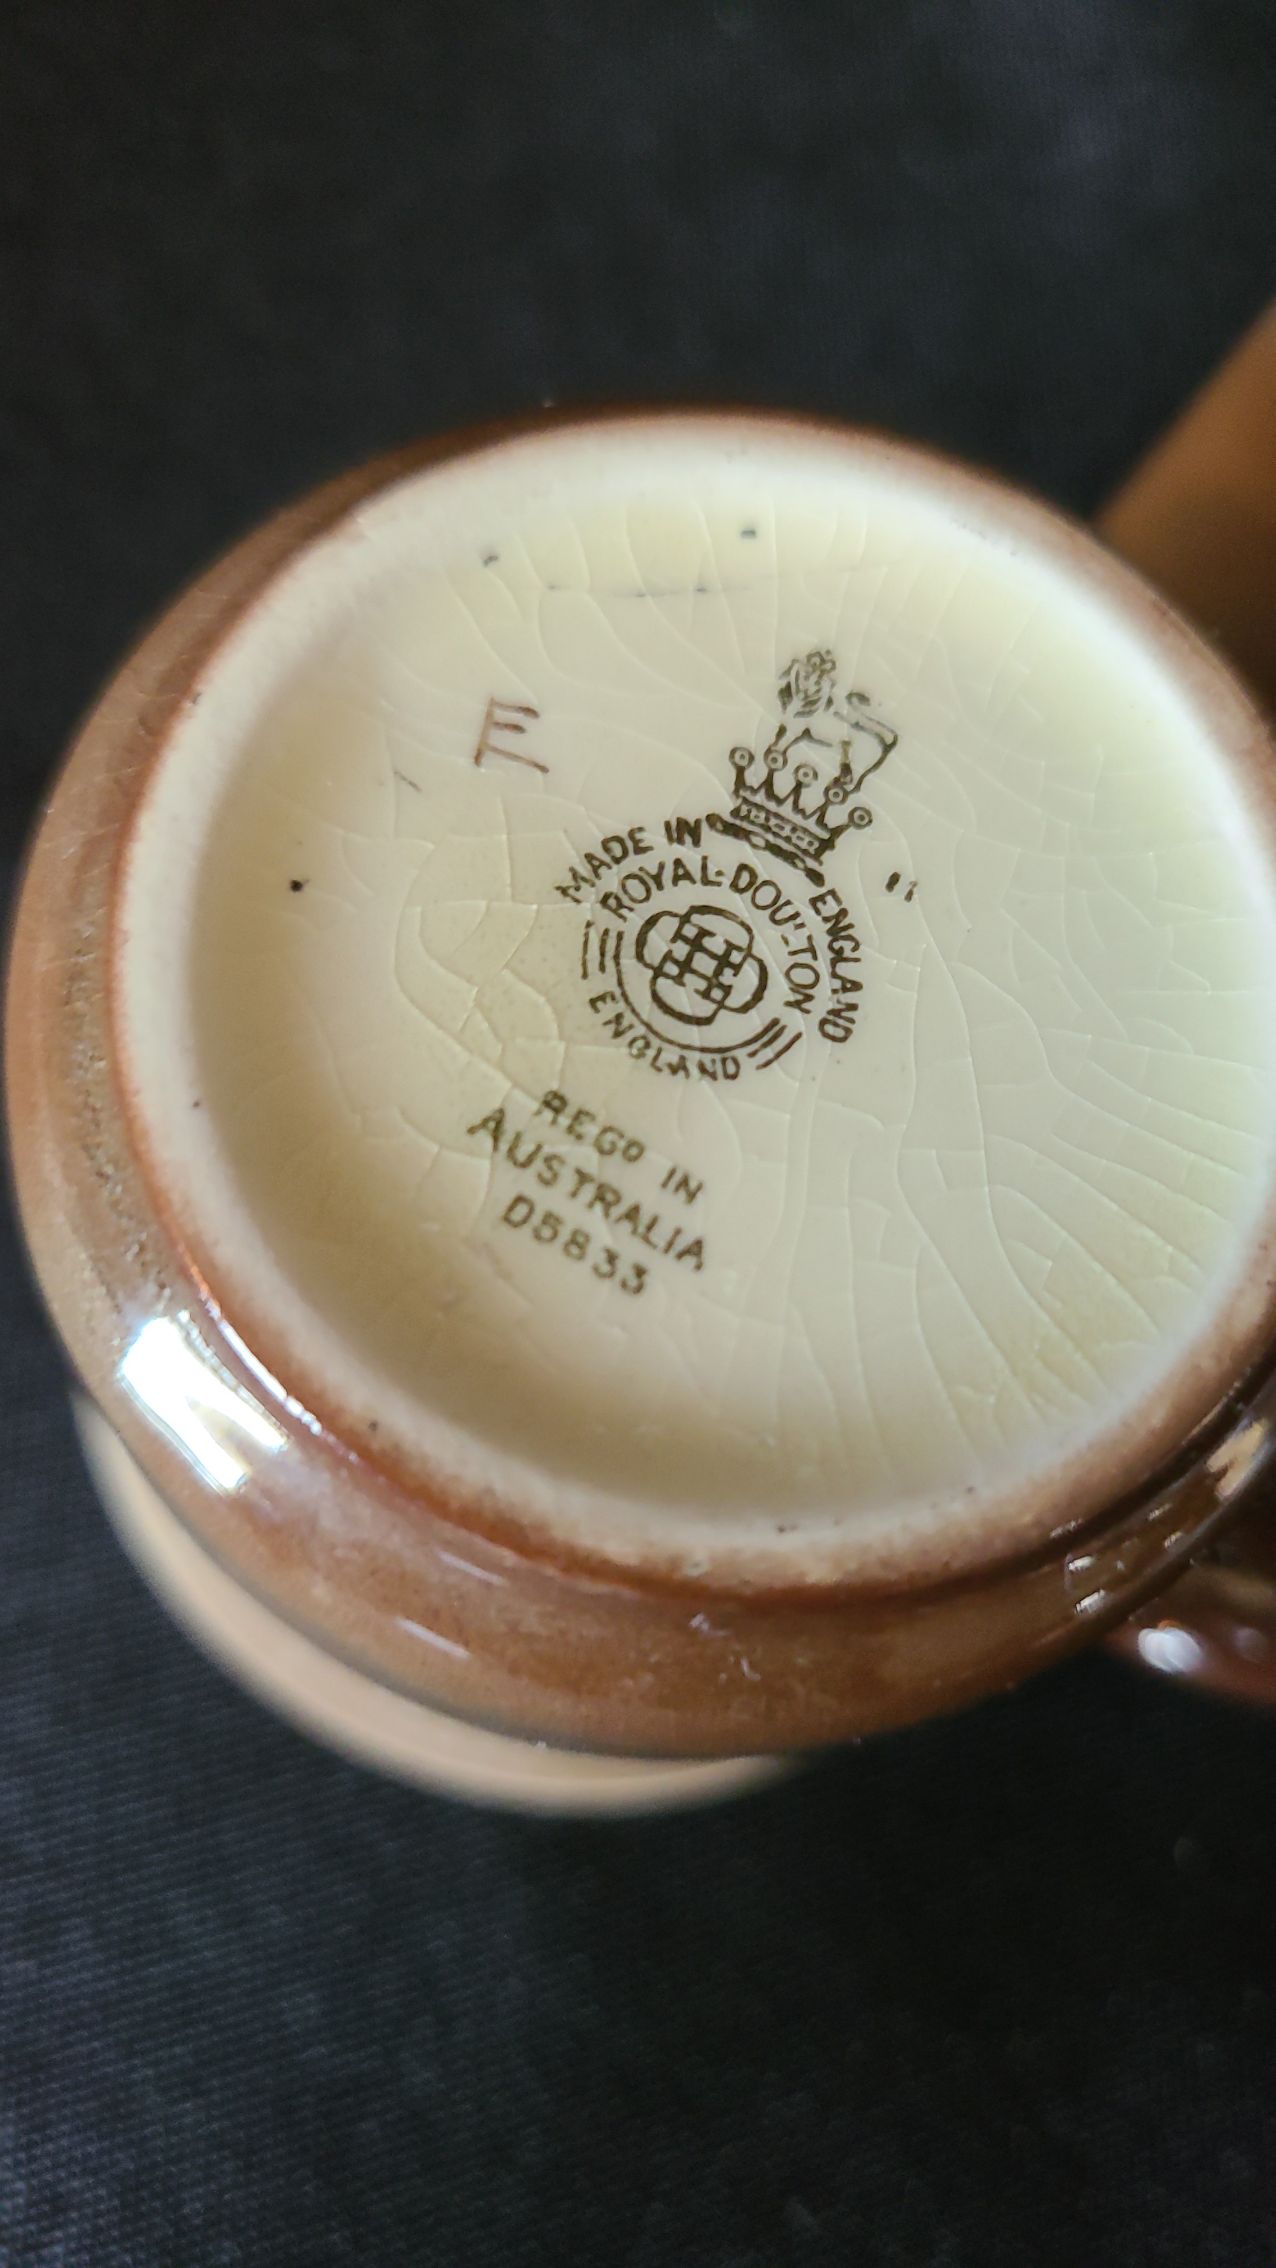 E
MADE IN ENGLAND
ROYAL·DOULTON
ENGLAND
REGD IN
AUSTRALIA
D5833